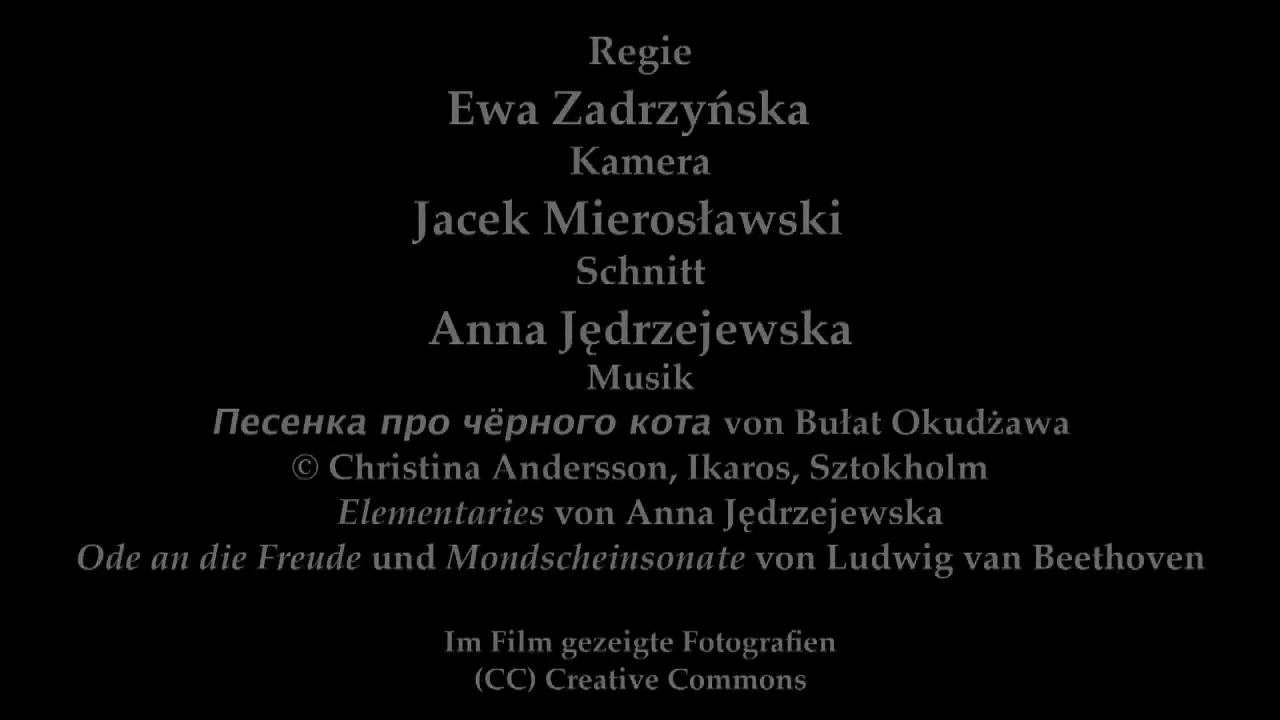 Regie
Ewa Zadrzyńska
Kamera
Jacek Mierosławski
Schnitt
Anna Jędrzejewska
Musik
Песенка про чёрного кота von Bułat Okudżawa
© Christina Andersson, Ikaros, Sztokholm
Elementaries von Anna Jędrzejewska
Ode an die Freude und Mondscheinsonate von Ludwig van Beethoven
Im Film gezeigte Fotografien
(CC) Creative Commons